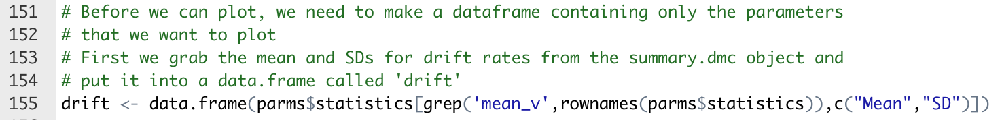 151 # Before we can plot, we need to make a dataframe containing only the parameters
152 # that we want to plot
153 # First we grab the mean and SDs for drift rates from the summary.dmc object and
154 # put it into a data.frame called 'drift'
155 drift <- data.frame(parms$statistics[grep('mean_v',rownames(parms$statistics)),c("Mean","SD")])